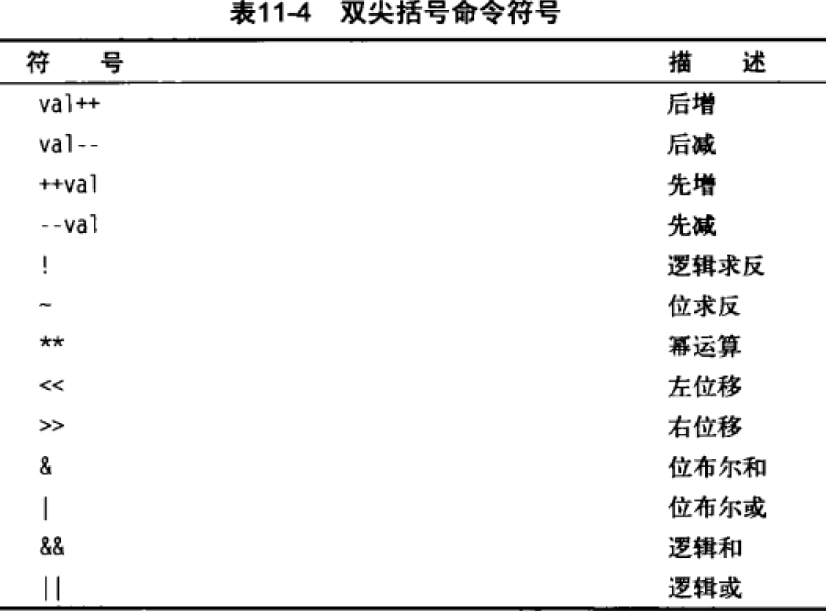 表11-4 双尖括号命令符号
符 号 描 述
val++ 后增
val-- 后减
++val 先增
--val 先减
! 逻辑求反
~ 位求反
** 幂运算
<< 左位移
>> 右位移
& 位布尔和
| 位布尔或
&& 逻辑和
|| 逻辑或